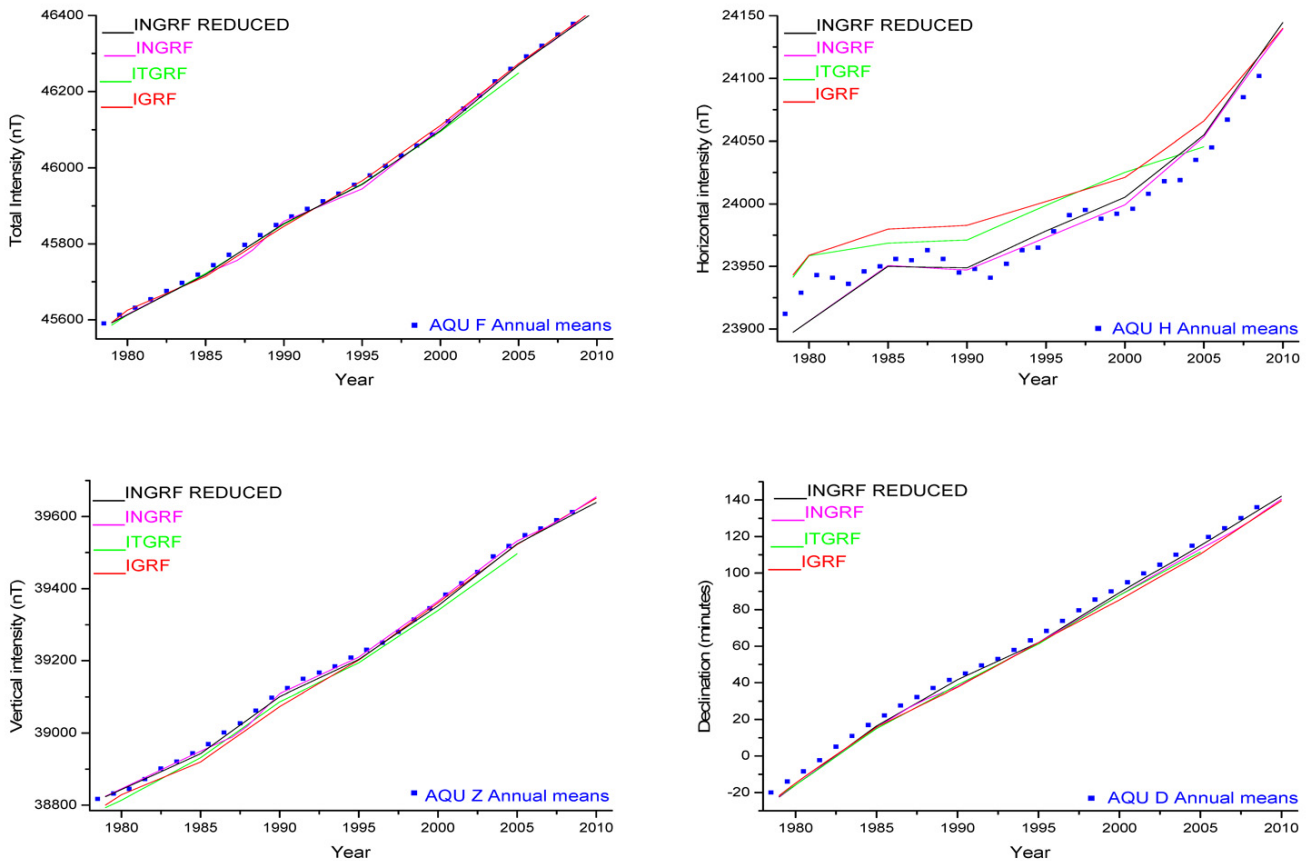 46400
46200
46000
45800
45600
Total Intensity (nT)
INGRF REDUCED
INGRF
ITGRF
IGRF
AQU F Annual means
1980 1985 1990 1995 2000 2005 2010
Year
24150
24100
24050
24000
23950
23900
Horizontal intensity (nT)
INGRF REDUCED
INGRF
ITGRF
IGRF
AQU H Annual means
1980 1985 1990 1995 2000 2005 2010
Year
39600
39400
39200
39000
38800
Vertical intensity (nT)
INGRF REDUCED
INGRF
ITGRF
IGRF
AQU Z Annual means
1980 1985 1990 1995 2000 2005 2010
Year
140
120
100
80
60
40
20
0
-20
Declination (minutes)
INGRF REDUCED
INGRF
ITGRF
IGRF
AQU D Annual means
1980 1985 1990 1995 2000 2005 2010
Year